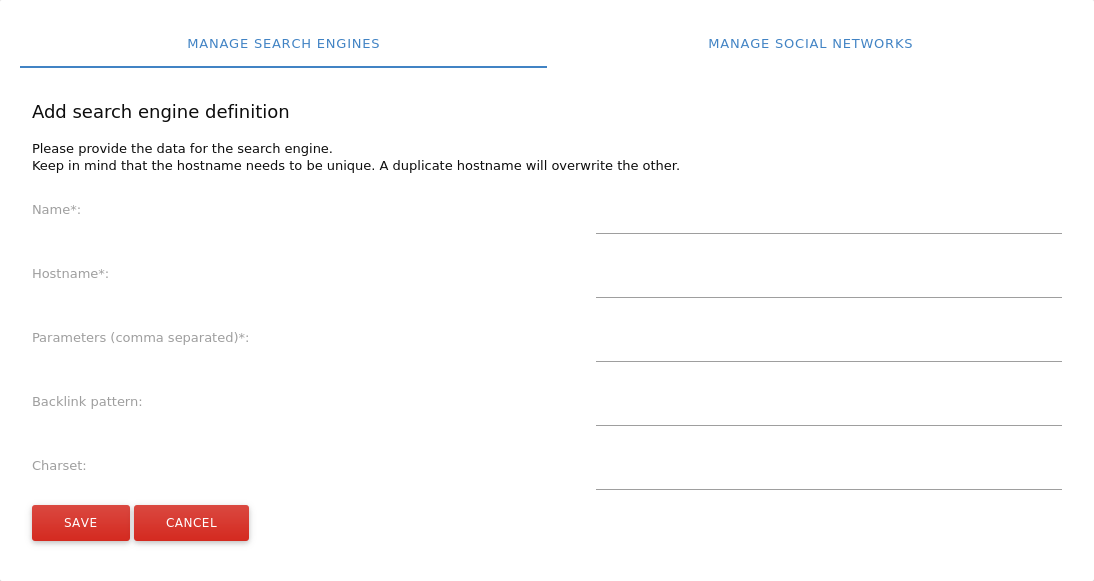 MANAGE SEARCH ENGINES
MANAGE SOCIAL NETWORKS
Add search engine definition
Please provide the data for the search engine.
Keep in mind that the hostname needs to be unique. A duplicate hostname will overwrite the other.
Name*:
Hostname*:
Parameters (comma separated)*:
Backlink pattern:
Charset:
SAVE
CANCEL